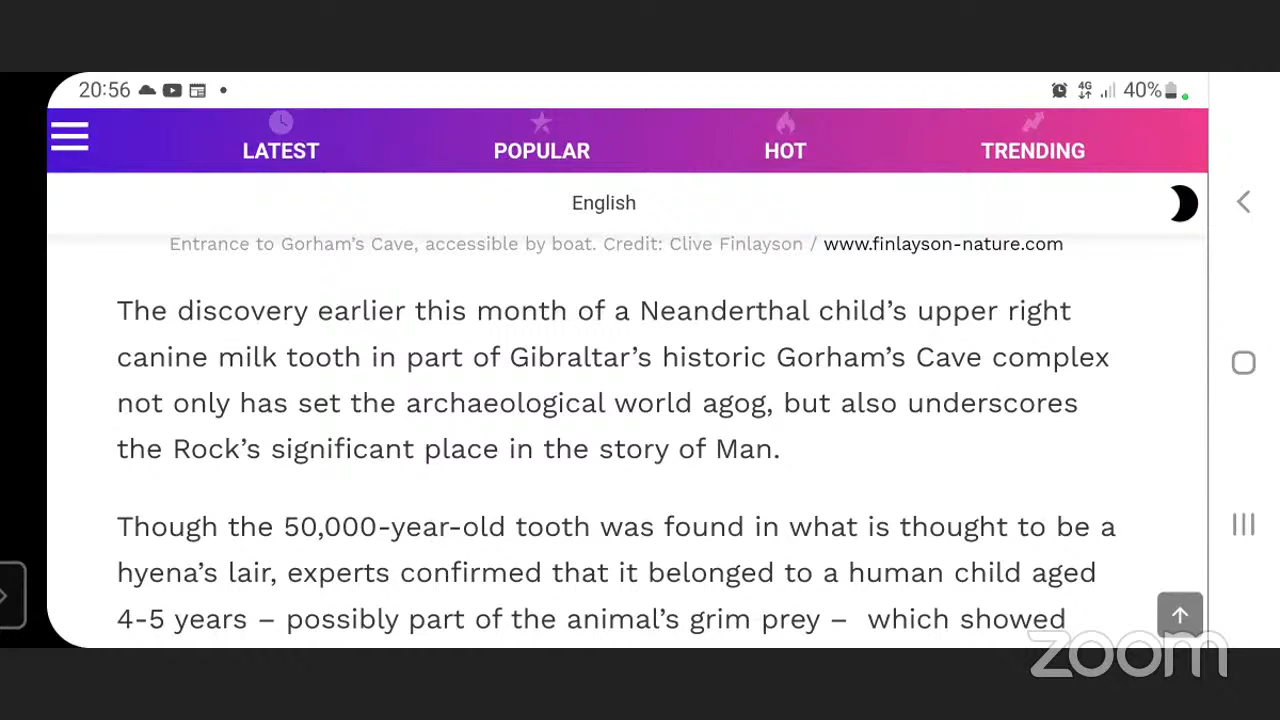 20:56
4G
40%
LATEST
POPULAR
HOT
TRENDING
English
Entrance to Gorham’s Cave, accessible by boat. Credit: Clive Finlayson / www.finlayson-nature.com
The discovery earlier this month of a Neanderthal child’s upper right
canine milk tooth in part of Gibraltar’s historic Gorham’s Cave complex
not only has set the archaeological world agog, but also underscores
the Rock’s significant place in the story of Man.
Though the 50,000-year-old tooth was found in what is thought to be a
hyena’s lair, experts confirmed that it belonged to a human child aged
4-5 years – possibly part of the animal’s grim prey – which showed
zoom